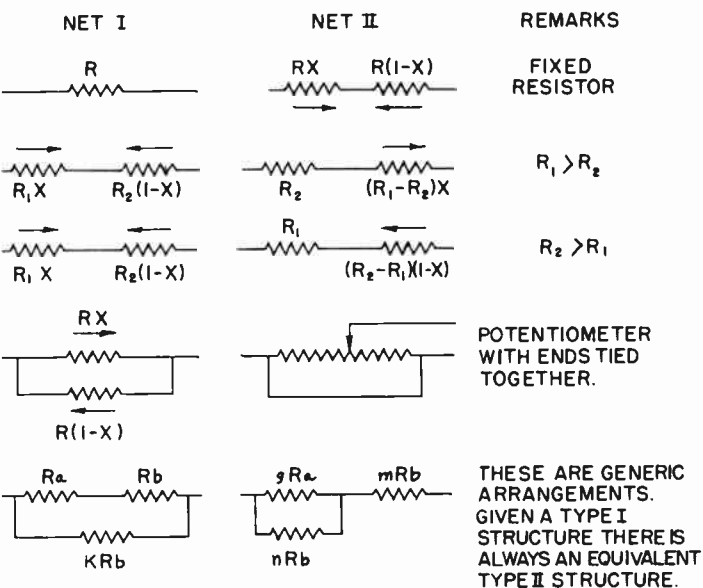 NET I NET II REMARKS
R RX R(1-X) FIXED
RESISTOR
R₁X R₂(1-X) R₂ (R₁-R₂)X R₁>R₂
R₁
R₁X R₂(1-X) (R₂-R₁)(1-X) R₂>R₁
RX
R(1-X)
POTENTIOMETER
WITH ENDS TIED
TOGETHER.
Ra Rb gRa mRb
KRb nRb
THESE ARE GENERIC
ARRANGEMENTS.
GIVEN A TYPE I
STRUCTURE THERE IS
ALWAYS AN EQUIVALENT
TYPE II STRUCTURE.